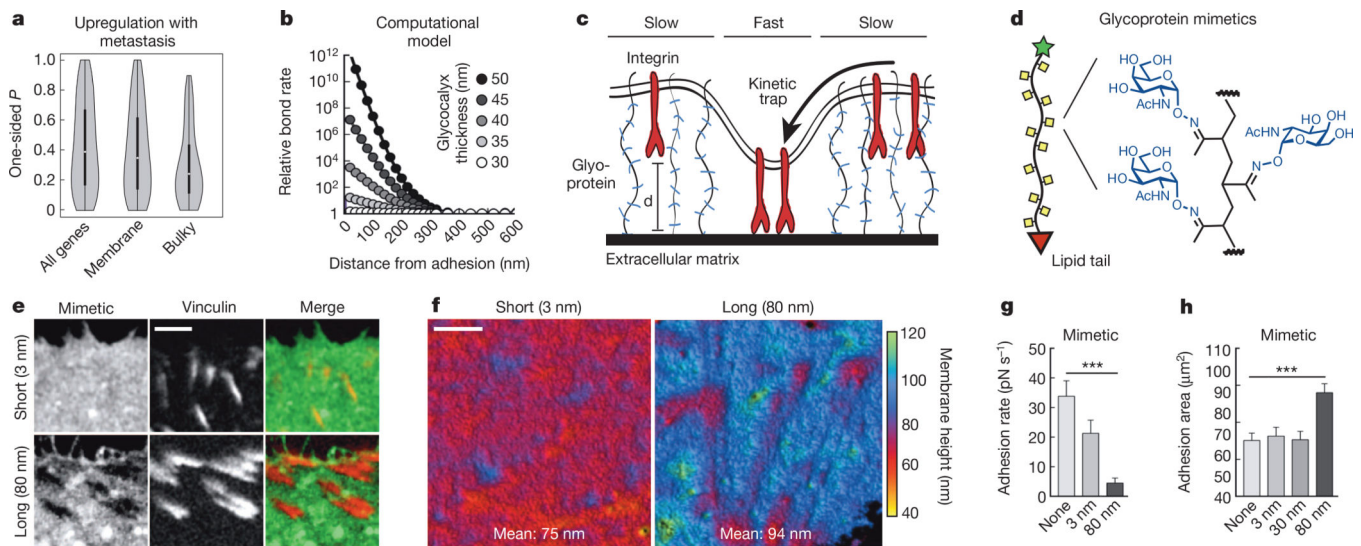 a
Upregulation with
metastasis
One-sided P
1.0
0.8
0.6
0.4
0.2
0
All genes
Membrane
Bulky
b
Computational
model
Relative bond rate
10¹²
10¹⁰
10⁸
10⁶
10⁴
10²
1
Glycocalyx
thickness (nm)
50
45
40
35
30
0
100
200
300
400
500
600
Distance from adhesion (nm)
c
Slow
Fast
Slow
Integrin
Kinetic
trap
Glyo-
protein
d
Extracellular matrix
d
Glycoprotein mimetics
Lipid tail
OH
OH
HO
O
AcHN
O
N
OH
OH
HO
O
AcHN
O
N
HO
OH
AcHN
O
OH
N
O
e
Mimetic
Vinculin
Merge
Short (3 nm)
Long (80 nm)
f
Short (3 nm)
Long (80 nm)
Mean: 75 nm
Mean: 94 nm
120
100
80
60
40
Membrane height (nm)
g
Mimetic
***
Adhesion rate (pN s⁻¹)
50
40
30
20
10
0
None
3 nm
80 nm
h
Mimetic
***
Adhesion area (μm²)
110
100
90
80
70
60
50
40
None
3 nm
30 nm
80 nm